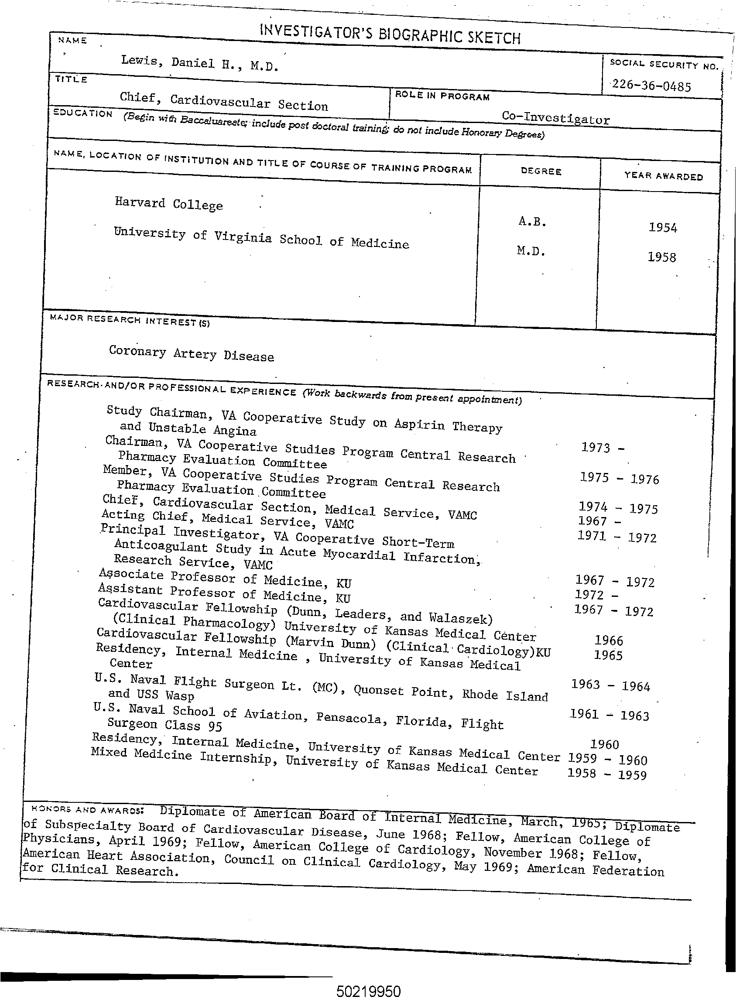 INVESTIGATOR'S BIOGRAPHIC SKETCH
NAME
Lewis, Daniel H., M.D.
SOCIAL SECURITY NO.
226-36-0485
TITLE
Chief, Cardiovascular Section
ROLE IN PROGRAM
Co-Investigator
EDUCATION (Begin with Baccalaureate; include post doctoral training; do not include Honorary Degrees)
NAME, LOCATION OF INSTITUTION AND TITLE OF COURSE OF TRAINING PROGRAM
DEGREE
YEAR AWARDED
Harvard College
A.B.
1954
University of Virginia School of Medicine
M.D.
1958
MAJOR RESEARCH INTEREST(S)
Coronary Artery Disease
RESEARCH AND/OR PROFESSIONAL EXPERIENCE (Work backwards from present appointment)
Study Chairman, VA Cooperative Study on Aspirin Therapy
and Unstable Angina 1973 -
Chairman, VA Cooperative Studies Program Central Research
Pharmacy Evaluation Committee 1975 - 1976
Member, VA Cooperative Studies Program Central Research
Pharmacy Evaluation Committee 1974 - 1975
Chief, Cardiovascular Section, Medical Service, VAMC 1967 -
Acting Chief, Medical Service, VAMC 1971 - 1972
Principal Investigator, VA Cooperative Short-Term
Anticoagulant Study in Acute Myocardial Infarction,
Research Service, VAMC 1967 - 1972
Associate Professor of Medicine, KU 1972 -
Assistant Professor of Medicine, KU 1967 - 1972
Cardiovascular Fellowship (Dunn, Leaders, and Walaszek)
(Clinical Pharmacology) University of Kansas Medical Center 1966
Cardiovascular Fellowship (Marvin Dunn) (Clinical Cardiology)KU 1965
Residency, Internal Medicine , University of Kansas Medical
Center 1963 - 1964
U.S. Naval Flight Surgeon Lt. (MC), Quonset Point, Rhode Island
and USS Wasp 1961 - 1963
U.S. Naval School of Aviation, Pensacola, Florida, Flight
Surgeon Class 95 1960
Residency, Internal Medicine, University of Kansas Medical Center 1959 - 1960
Mixed Medicine Internship, University of Kansas Medical Center 1958 - 1959
HONORS AND AWARDS: Diplomate of American Board of Internal Medicine, March, 1965; Diplomate
of Subspecialty Board of Cardiovascular Disease, June 1968; Fellow, American College of
Physicians, April 1969; Fellow, American College of Cardiology, November 1968; Fellow,
American Heart Association, Council on Clinical Cardiology, May 1969; American Federation
for Clinical Research.
50219950